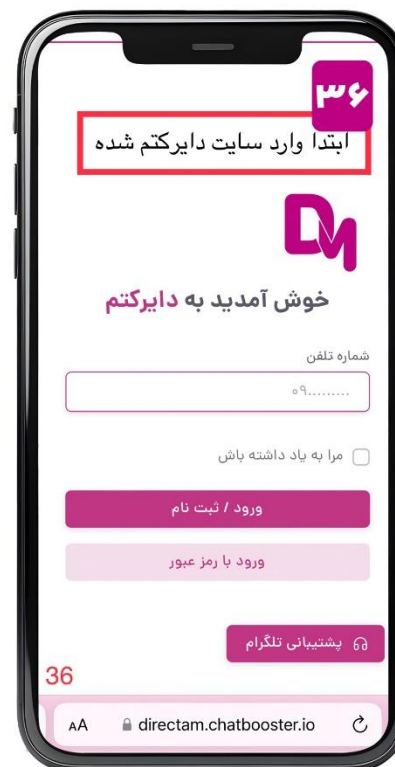 ۳۶
ابتدا وارد سایت دایرکتم شده
DM
خوش آمدید به دایرکتم
شماره تلفن
۰۹.........
مرا به یاد داشته باش
ورود / ثبت نام
ورود با رمز عبور
پشتیبانی تلگرام
36
AA directam.chatbooster.io